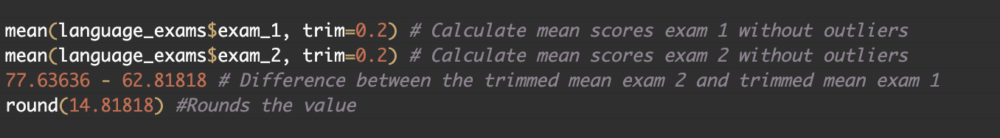 mean(language_exams$exam_1, trim=0.2) # Calculate mean scores exam 1 without outliers
mean(language_exams$exam_2, trim=0.2) # Calculate mean scores exam 2 without outliers
77.63636 - 62.81818 # Difference between the trimmed mean exam 2 and trimmed mean exam 1
round(14.81818) #Rounds the value